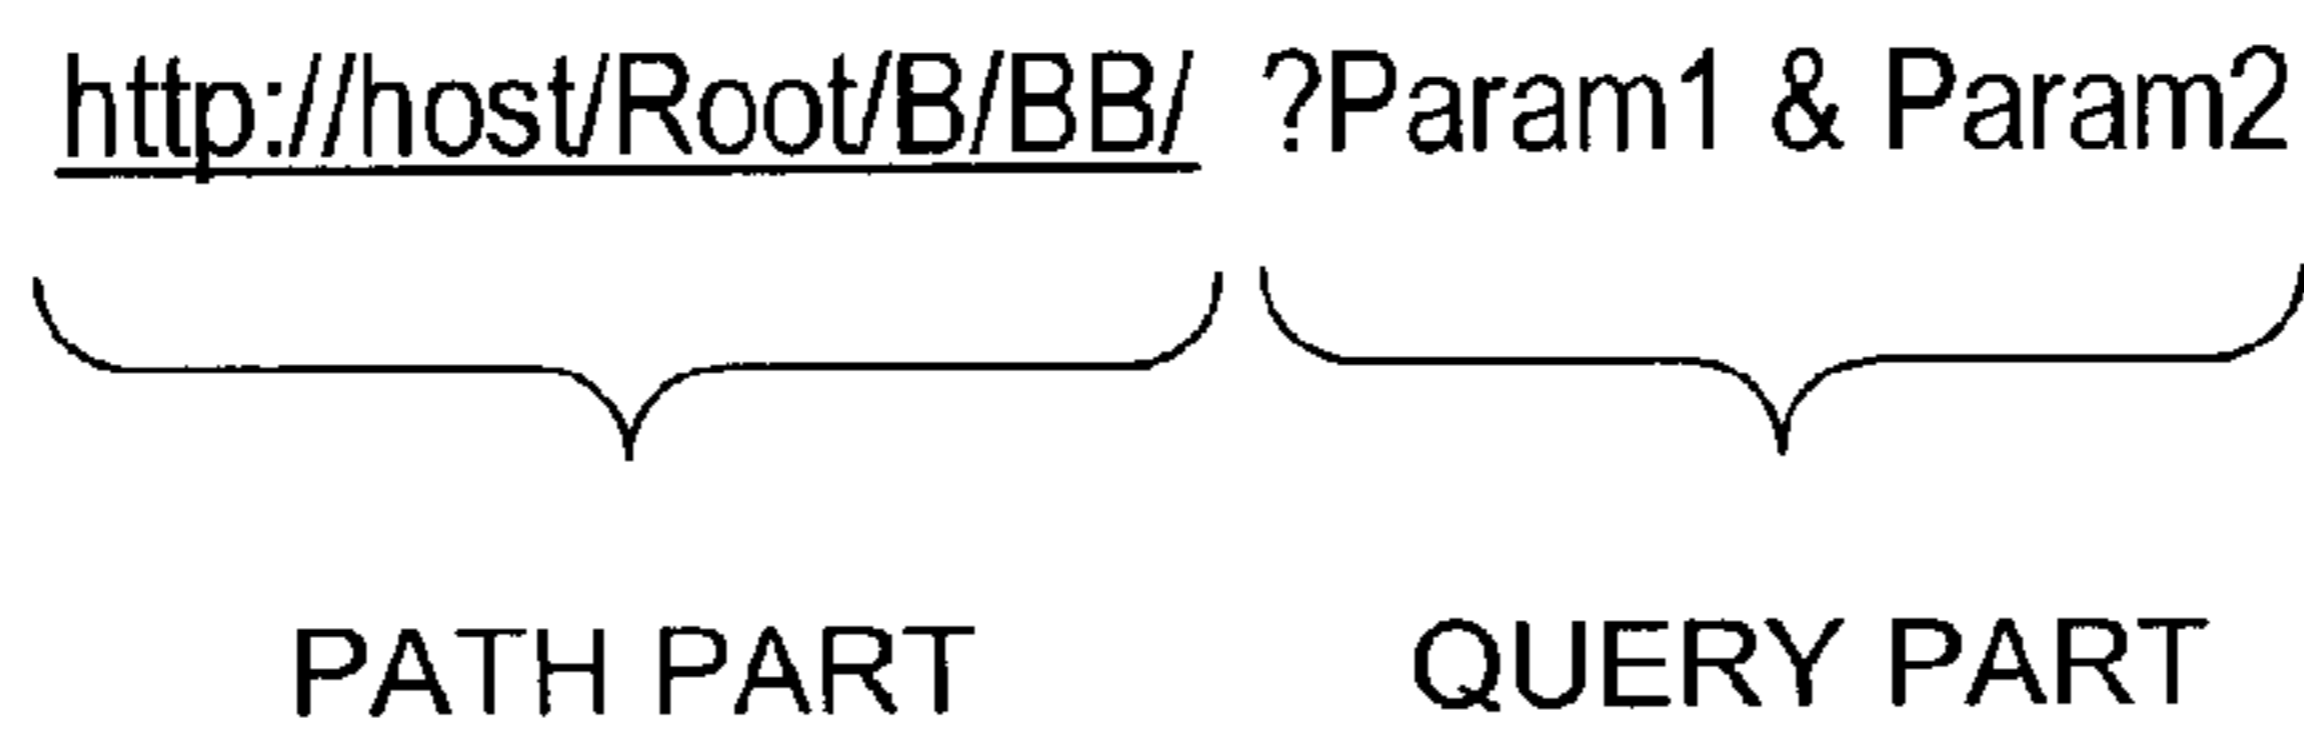 http://host/Root/B/BB/ ?Param1 & Param2
PATH PART QUERY PART